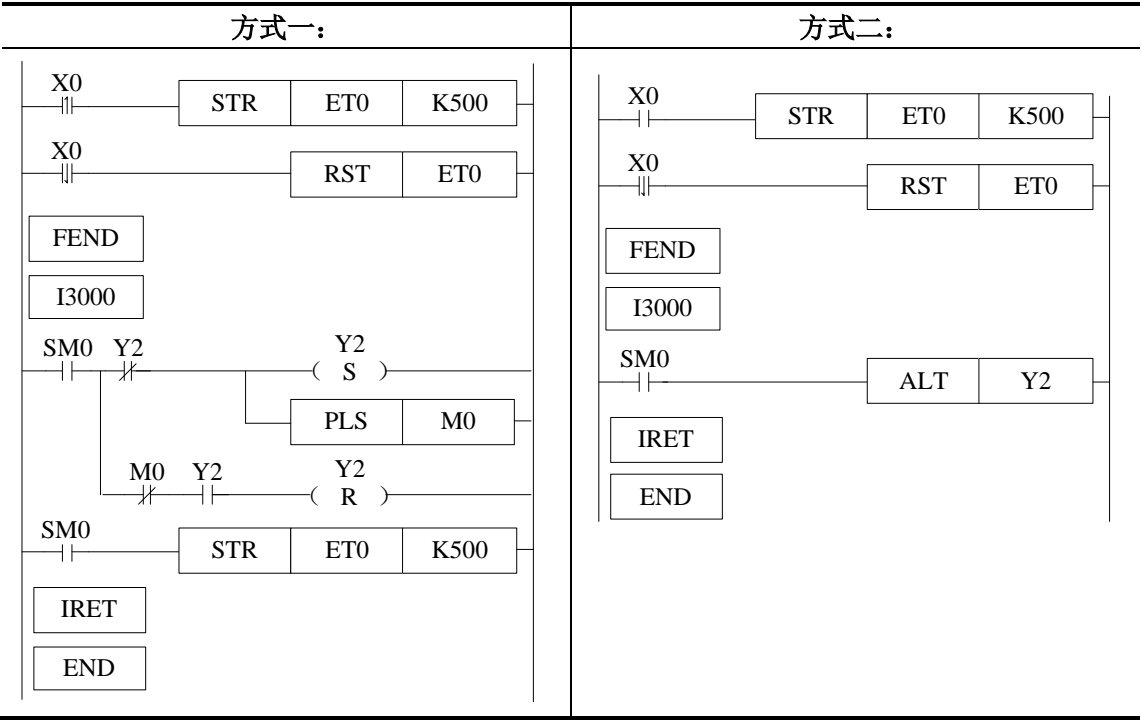 方式一：
X0
STR ET0 K500
X0
RST ET0
FEND
I3000
SM0 Y2 Y2
S
PLS M0
M0 Y2 Y2
R
SM0
STR ET0 K500
IRET
END
方式二：
X0
STR ET0 K500
X0
RST ET0
FEND
I3000
SM0
ALT Y2
IRET
END